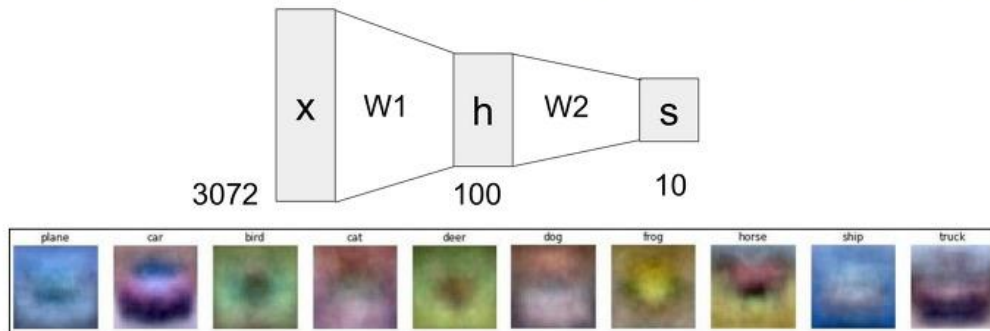 x W1 h W2 s
3072 100 10
plane car bird cat deer dog frog horse ship truck